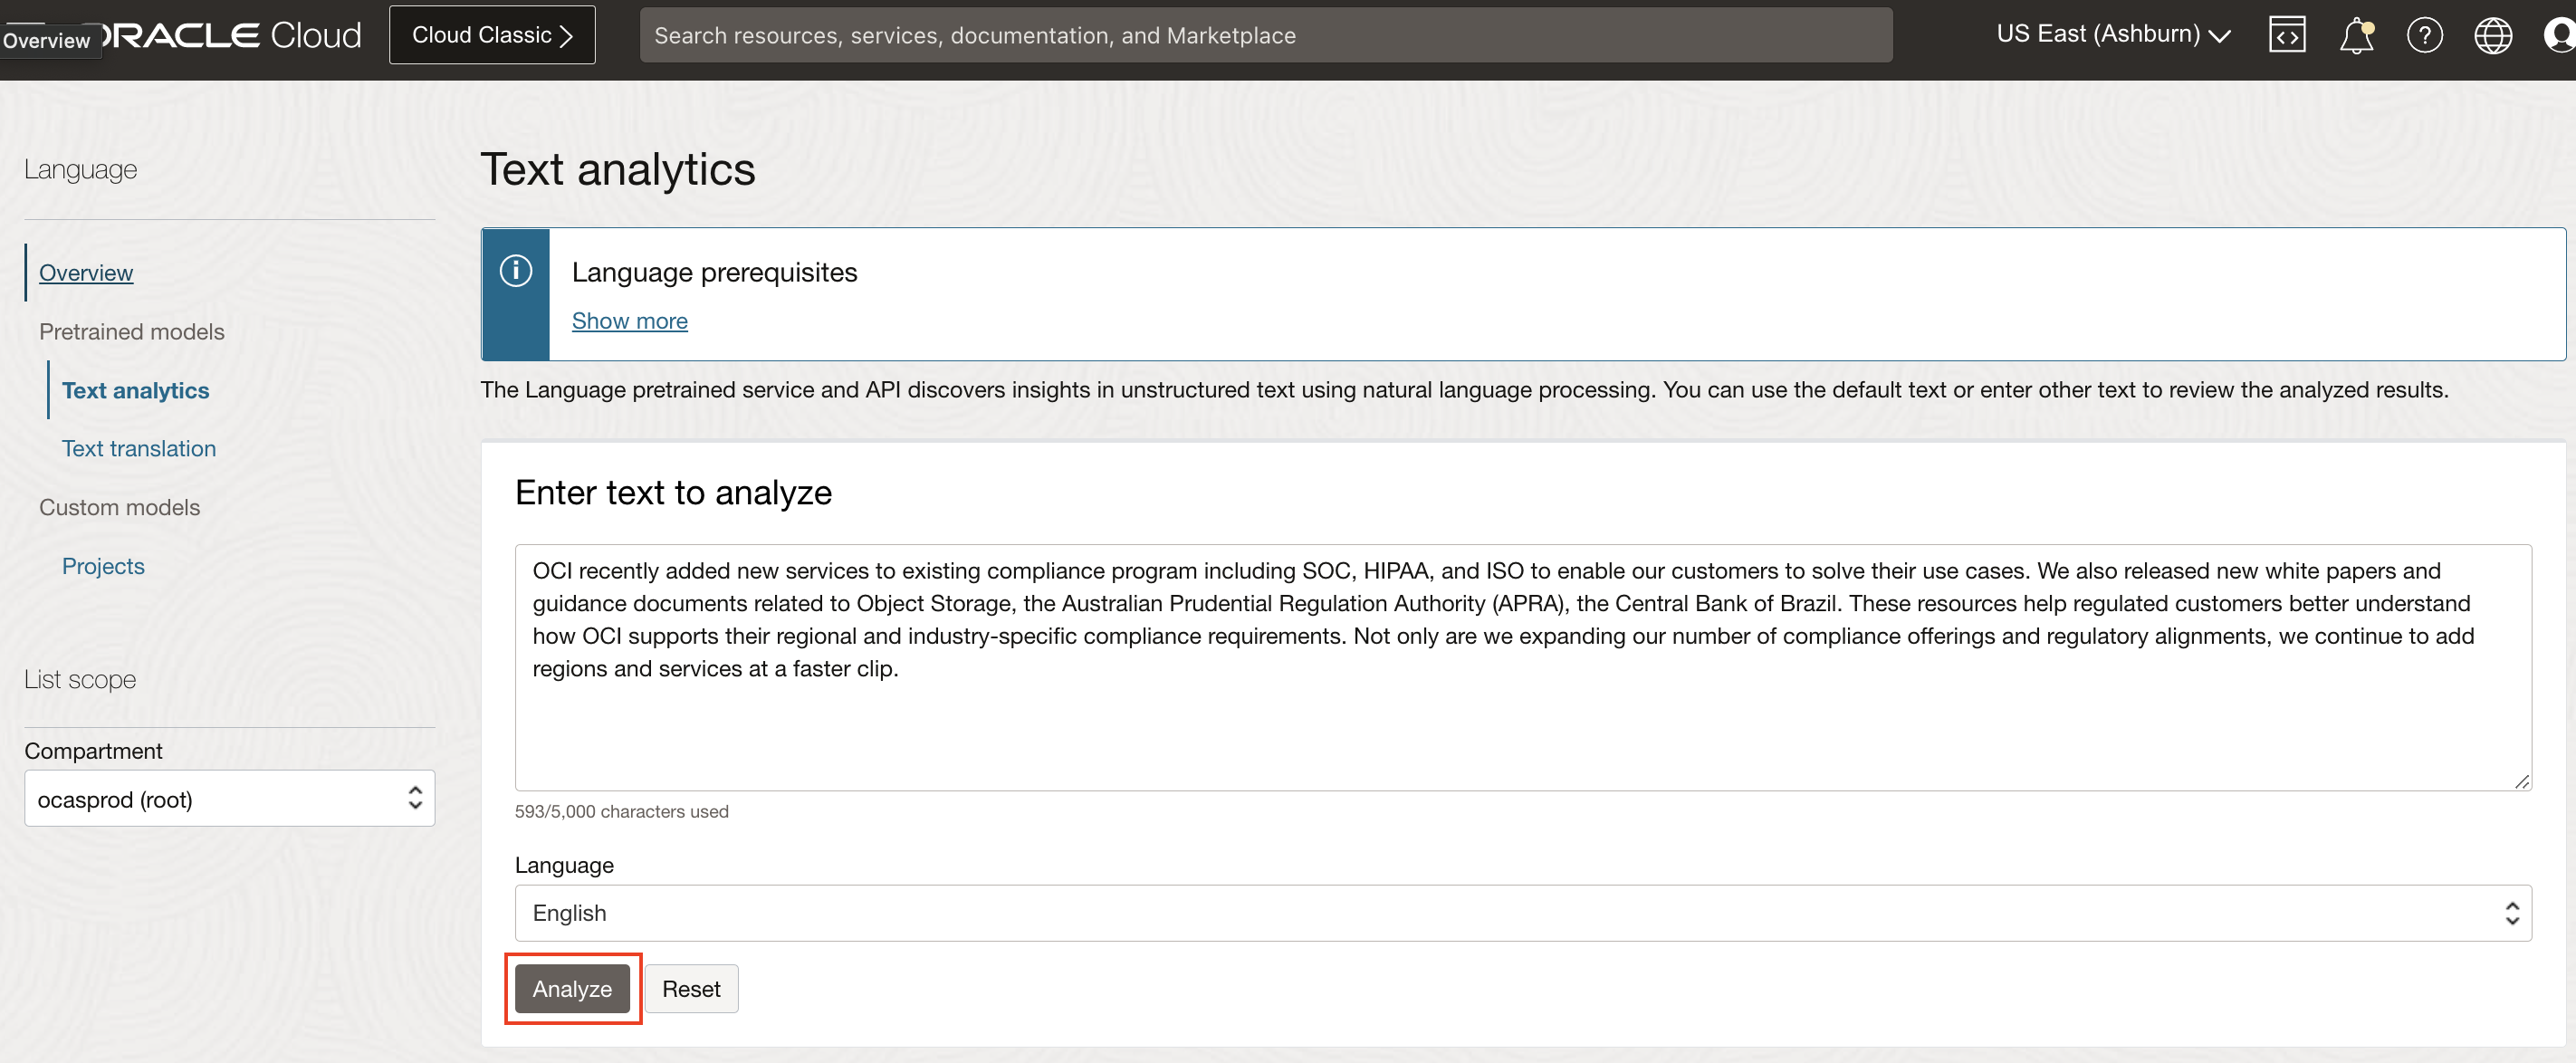 Overview
ORACLE Cloud
Cloud Classic
Search resources, services, documentation, and Marketplace
US East (Ashburn)
Language
Overview
Pretrained models
Text analytics
Text translation
Custom models
Projects
List scope
Compartment
ocasprod (root)
Text analytics
Language prerequisites
Show more
The Language pretrained service and API discovers insights in unstructured text using natural language processing. You can use the default text or enter other text to review the analyzed results.
Enter text to analyze
OCI recently added new services to existing compliance program including SOC, HIPAA, and ISO to enable our customers to solve their use cases. We also released new white papers and
guidance documents related to Object Storage, the Australian Prudential Regulation Authority (APRA), the Central Bank of Brazil. These resources help regulated customers better understand
how OCI supports their regional and industry-specific compliance requirements. Not only are we expanding our number of compliance offerings and regulatory alignments, we continue to add
regions and services at a faster clip.
593/5,000 characters used
Language
English
Analyze
Reset